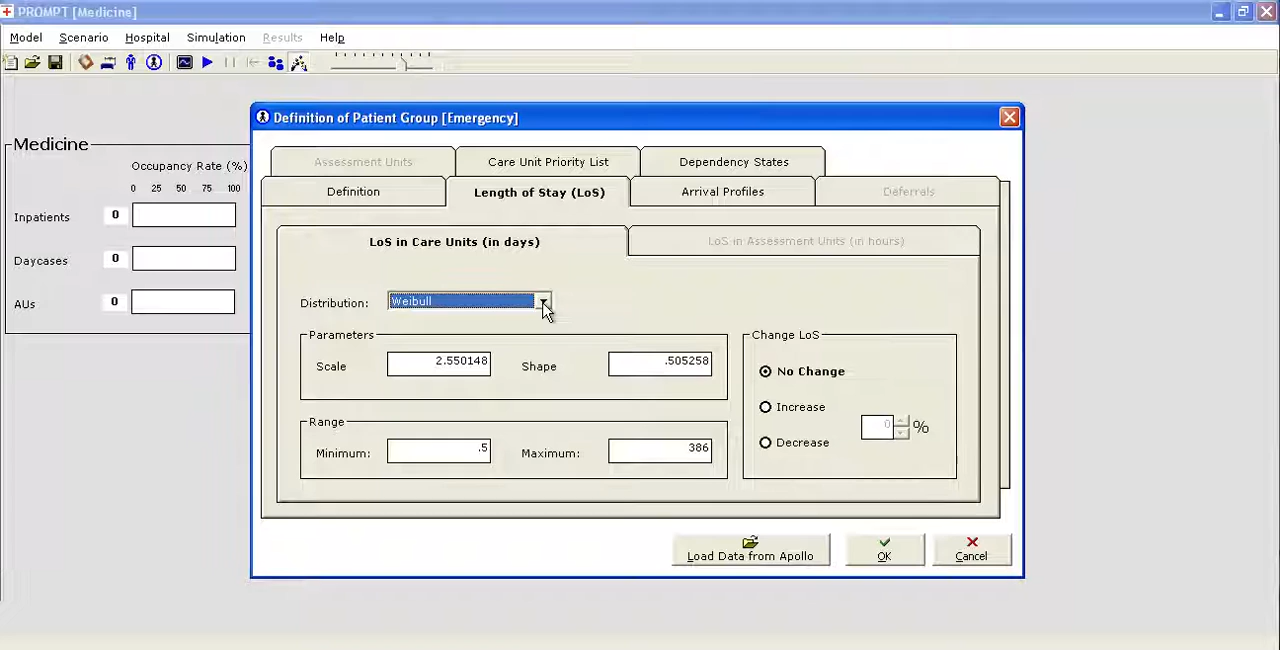 PROMPT [Medicine]
Model Scenario Hospital Simulation Results Help
Medicine
Occupancy Rate (%)
0 25 50 75 100
Inpatients 0
Daycases 0
AUs 0
Definition of Patient Group [Emergency]
Assessment Units Care Unit Priority List Dependency States
Definition Length of Stay (LoS) Arrival Profiles Deferrals
LoS in Care Units (in days) LoS in Assessment Units (in hours)
Distribution: Weibull
Parameters
Scale 2.550148 Shape .505258
Range
Minimum: .5 Maximum: 386
Change LoS
No Change
Increase
0 %
Decrease
Load Data from Apollo OK Cancel